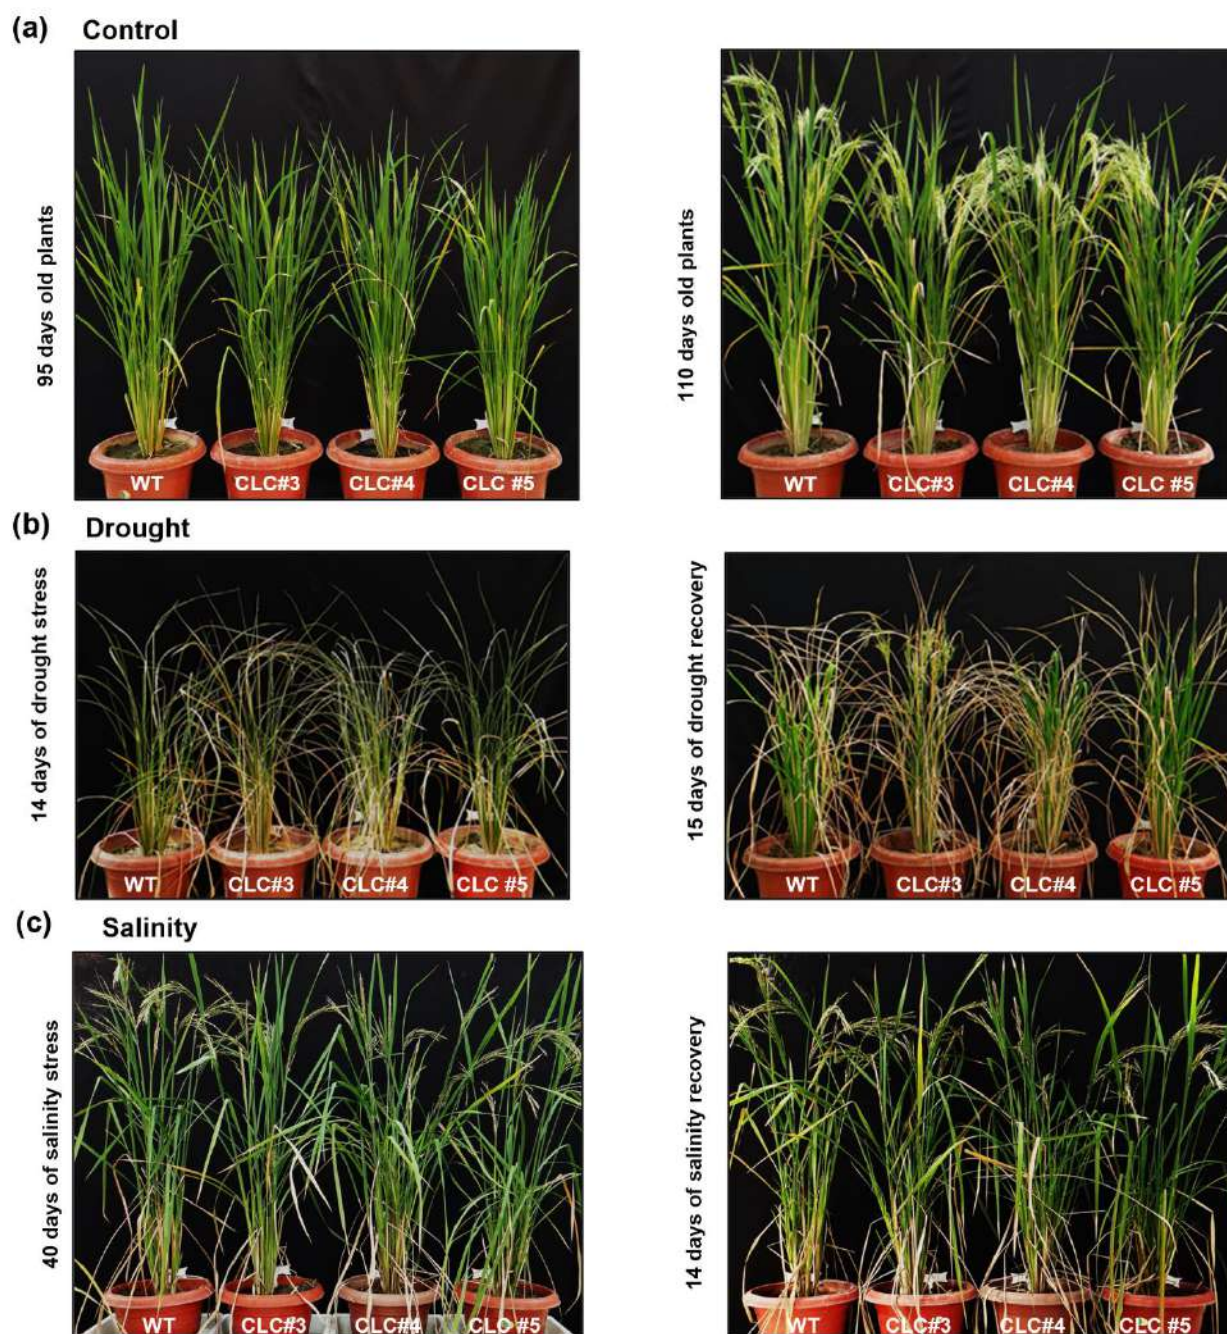 (a) Control
95 days old plants
WT CLC#3 CLC#4 CLC #5
110 days old plants
WT CLC#3 CLC#4 CLC #5
(b) Drought
14 days of drought stress
WT CLC#3 CLC#4 CLC #5
15 days of drought recovery
WT CLC#3 CLC#4 CLC #5
(c) Salinity
40 days of salinity stress
WT CLC#3 CLC#4 CLC #5
14 days of salinity recovery
WT CLC#3 CLC#4 CLC #5